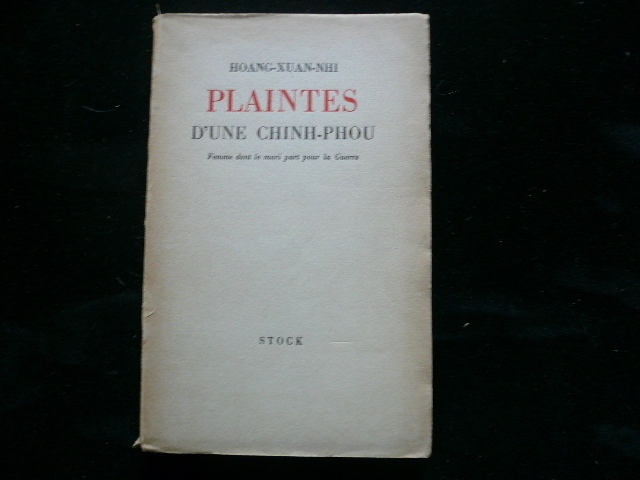 HOANG-XUAN-NHI
PLAINTES
D'UNE CHINH-PHOU
Femme dont le mari part pour la Guerre
STOCK